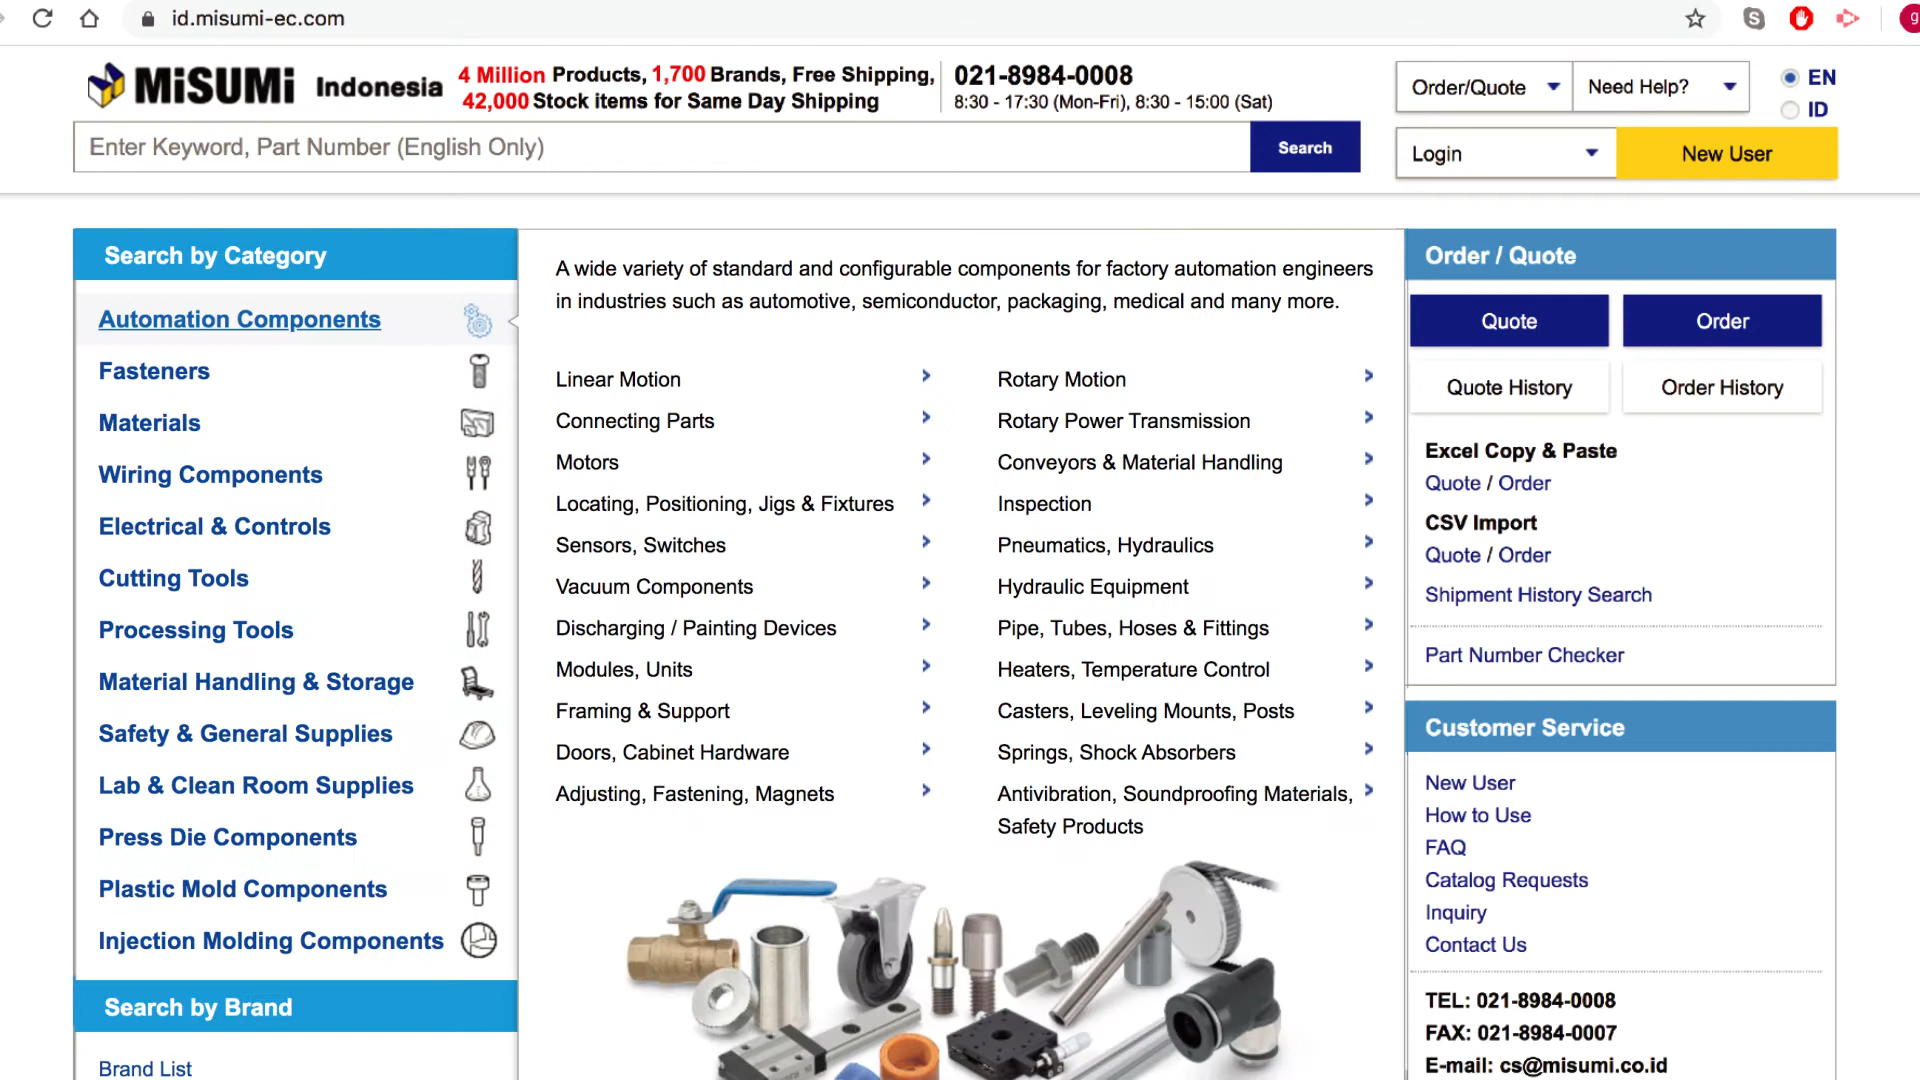 id.misumi-ec.com
g
MiSUMi Indonesia
4 Million Products, 1,700 Brands, Free Shipping,
42,000 Stock items for Same Day Shipping
021-8984-0008
8:30 - 17:30 (Mon-Fri), 8:30 - 15:00 (Sat)
Order/Quote
Need Help?
EN
ID
Enter Keyword, Part Number (English Only)
Search
Login
New User
Search by Category
Automation Components
Fasteners
Materials
Wiring Components
Electrical & Controls
Cutting Tools
Processing Tools
Material Handling & Storage
Safety & General Supplies
Lab & Clean Room Supplies
Press Die Components
Plastic Mold Components
Injection Molding Components
Search by Brand
Brand List
A wide variety of standard and configurable components for factory automation engineers
in industries such as automotive, semiconductor, packaging, medical and many more.
Linear Motion
Connecting Parts
Motors
Locating, Positioning, Jigs & Fixtures
Sensors, Switches
Vacuum Components
Discharging / Painting Devices
Modules, Units
Framing & Support
Doors, Cabinet Hardware
Adjusting, Fastening, Magnets
Rotary Motion
Rotary Power Transmission
Conveyors & Material Handling
Inspection
Pneumatics, Hydraulics
Hydraulic Equipment
Pipe, Tubes, Hoses & Fittings
Heaters, Temperature Control
Casters, Leveling Mounts, Posts
Springs, Shock Absorbers
Antivibration, Soundproofing Materials,
Safety Products
Order / Quote
Quote
Order
Quote History
Order History
Excel Copy & Paste
Quote / Order
CSV Import
Quote / Order
Shipment History Search
Part Number Checker
Customer Service
New User
How to Use
FAQ
Catalog Requests
Inquiry
Contact Us
TEL: 021-8984-0008
FAX: 021-8984-0007
E-mail: cs@misumi.co.id